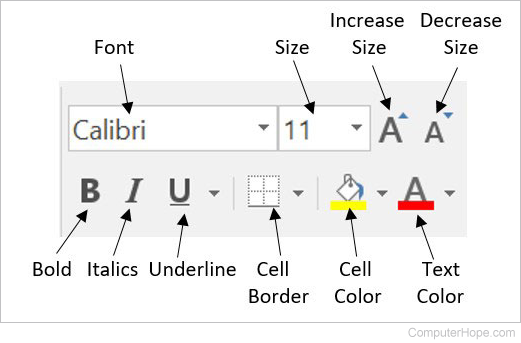 Increase Size
Decrease Size
Font
Size
Calibri
11
A
A
B
I
U
A
Bold
Italics
Underline
Cell Border
Cell Color
Text Color
ComputerHope.com